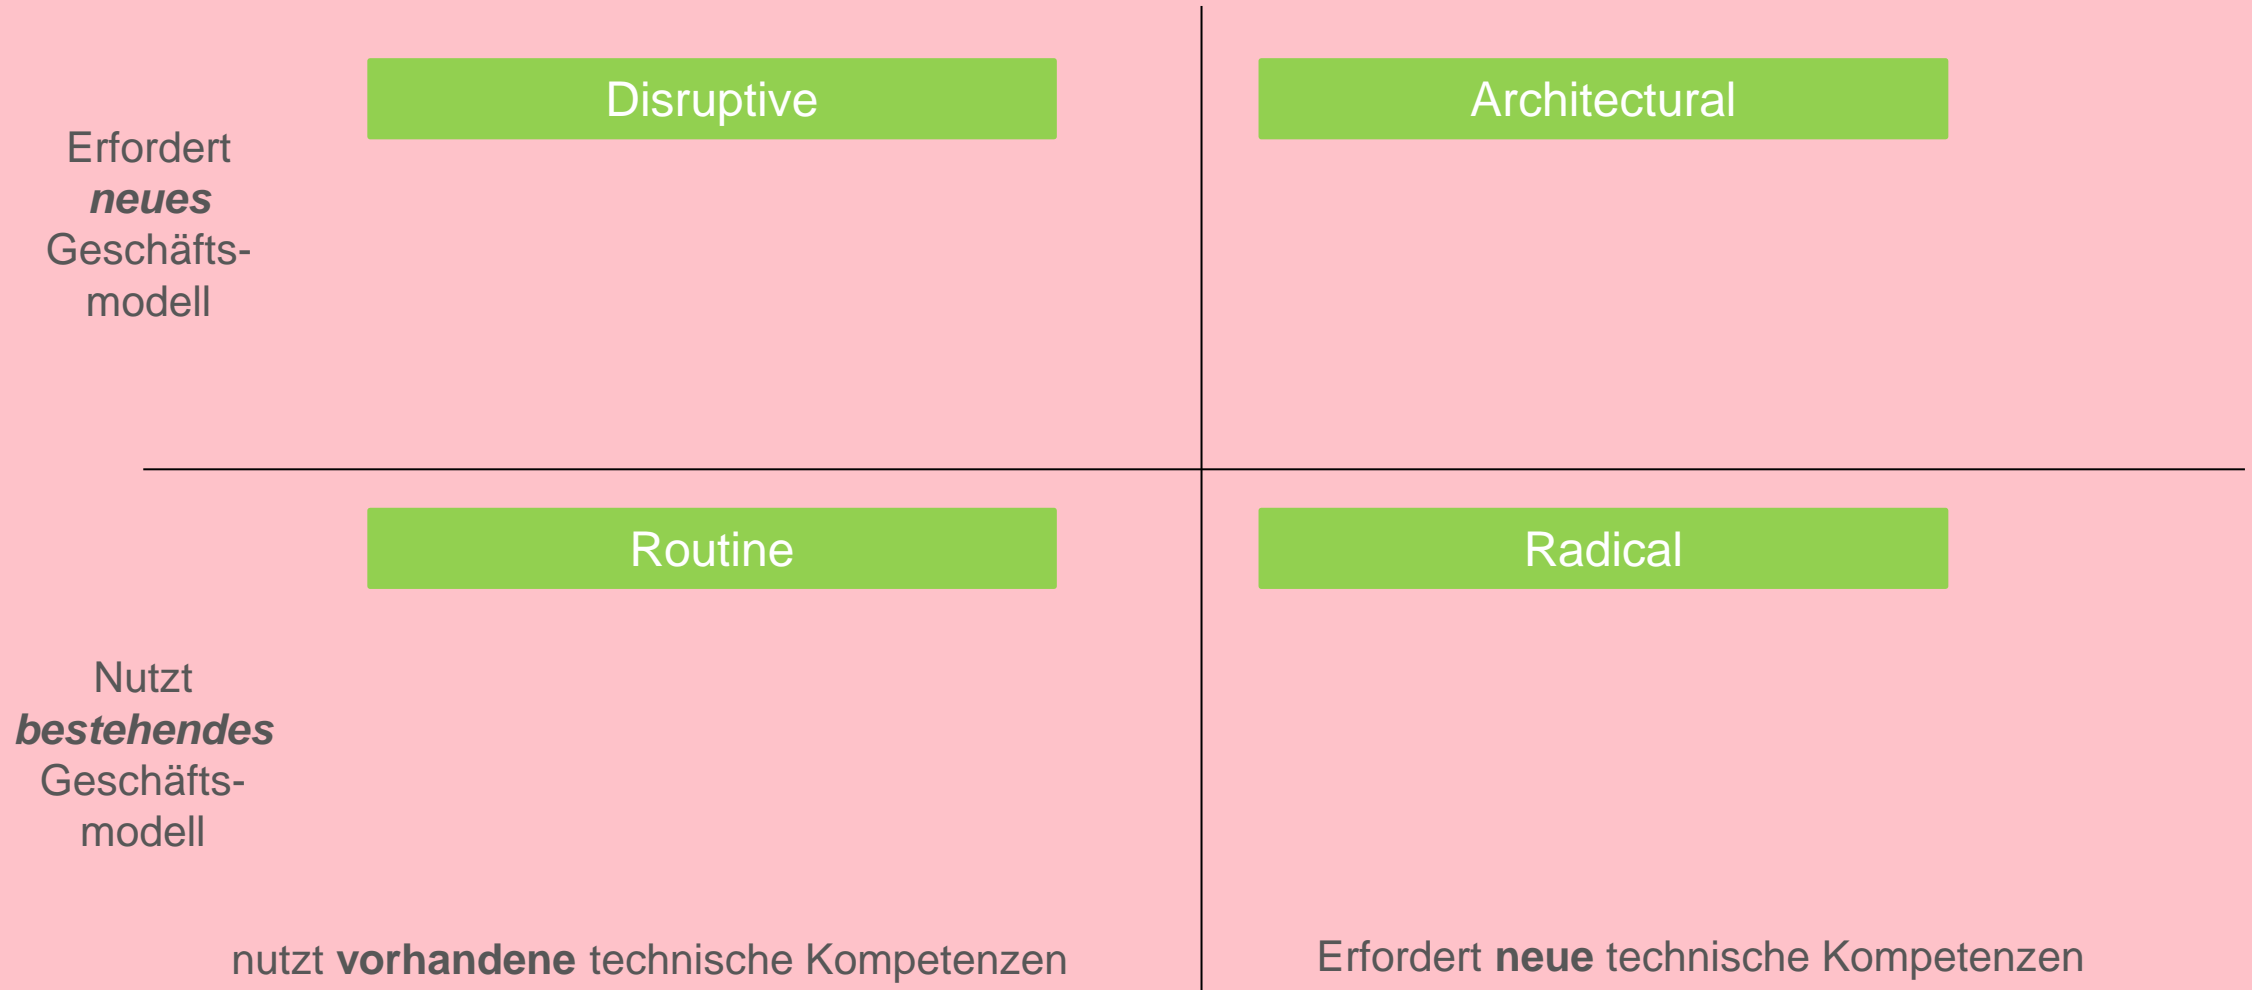 Disruptive
Architectural
Erfordert
neues
Geschäfts-
modell
Routine
Radical
Nutzt
bestehendes
Geschäfts-
modell
nutzt vorhandene technische Kompetenzen
Erfordert neue technische Kompetenzen